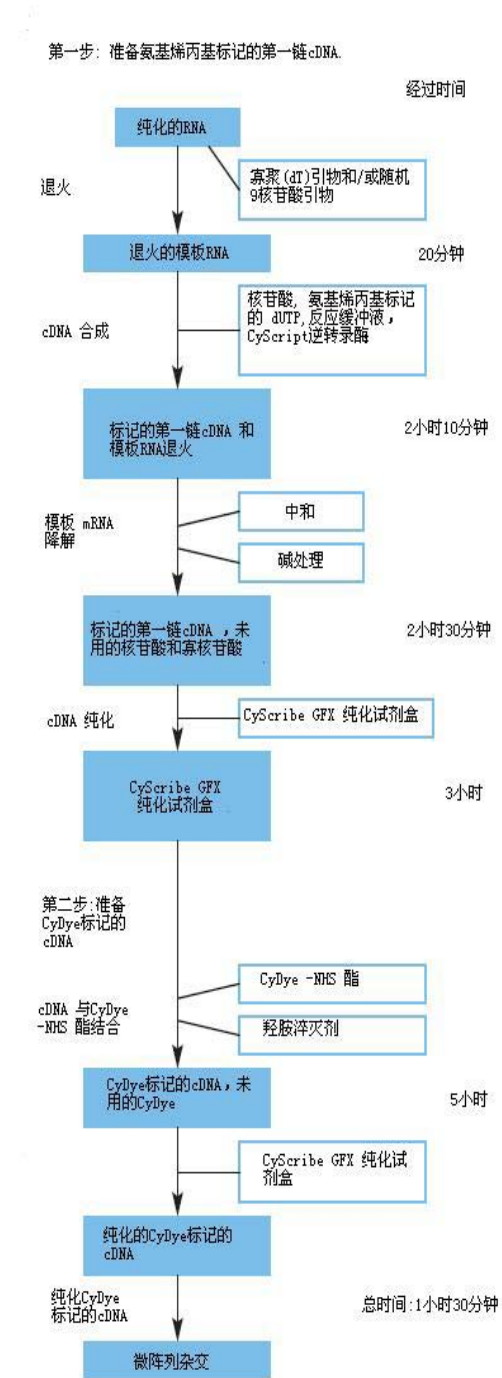 第一步: 准备氨基烯丙基标记的第一链cDNA.
经过时间
纯化的RNA
寡聚(dT)引物和/或随机
9核苷酸引物
退火
退火的模板RNA
20分钟
核苷酸, 氨基烯丙基标记
的 dUTP,反应缓冲液,
CyScript逆转录酶
cDNA 合成
标记的第一链cDNA 和
模板RNA退火
2小时10分钟
模板 mRNA
降解
中和
碱处理
标记的第一链cDNA ,未
用的核苷酸和寡核苷酸
2小时30分钟
cDNA 纯化
CyScribe GFX 纯化试剂盒
CyScribe GFX
纯化试剂盒
3小时
第二步:准备
CyDye标记的
cDNA
CyDye -NHS 酯
cDNA 与CyDye
-NHS 酯结合
羟胺淬灭剂
CyDye标记的cDNA,未
用的CyDye
5小时
CyScribe GFX 纯化试
剂盒
纯化的CyDye标记的
cDNA
纯化CyDye
标记的cDNA
总时间:1小时30分钟
微阵列杂交